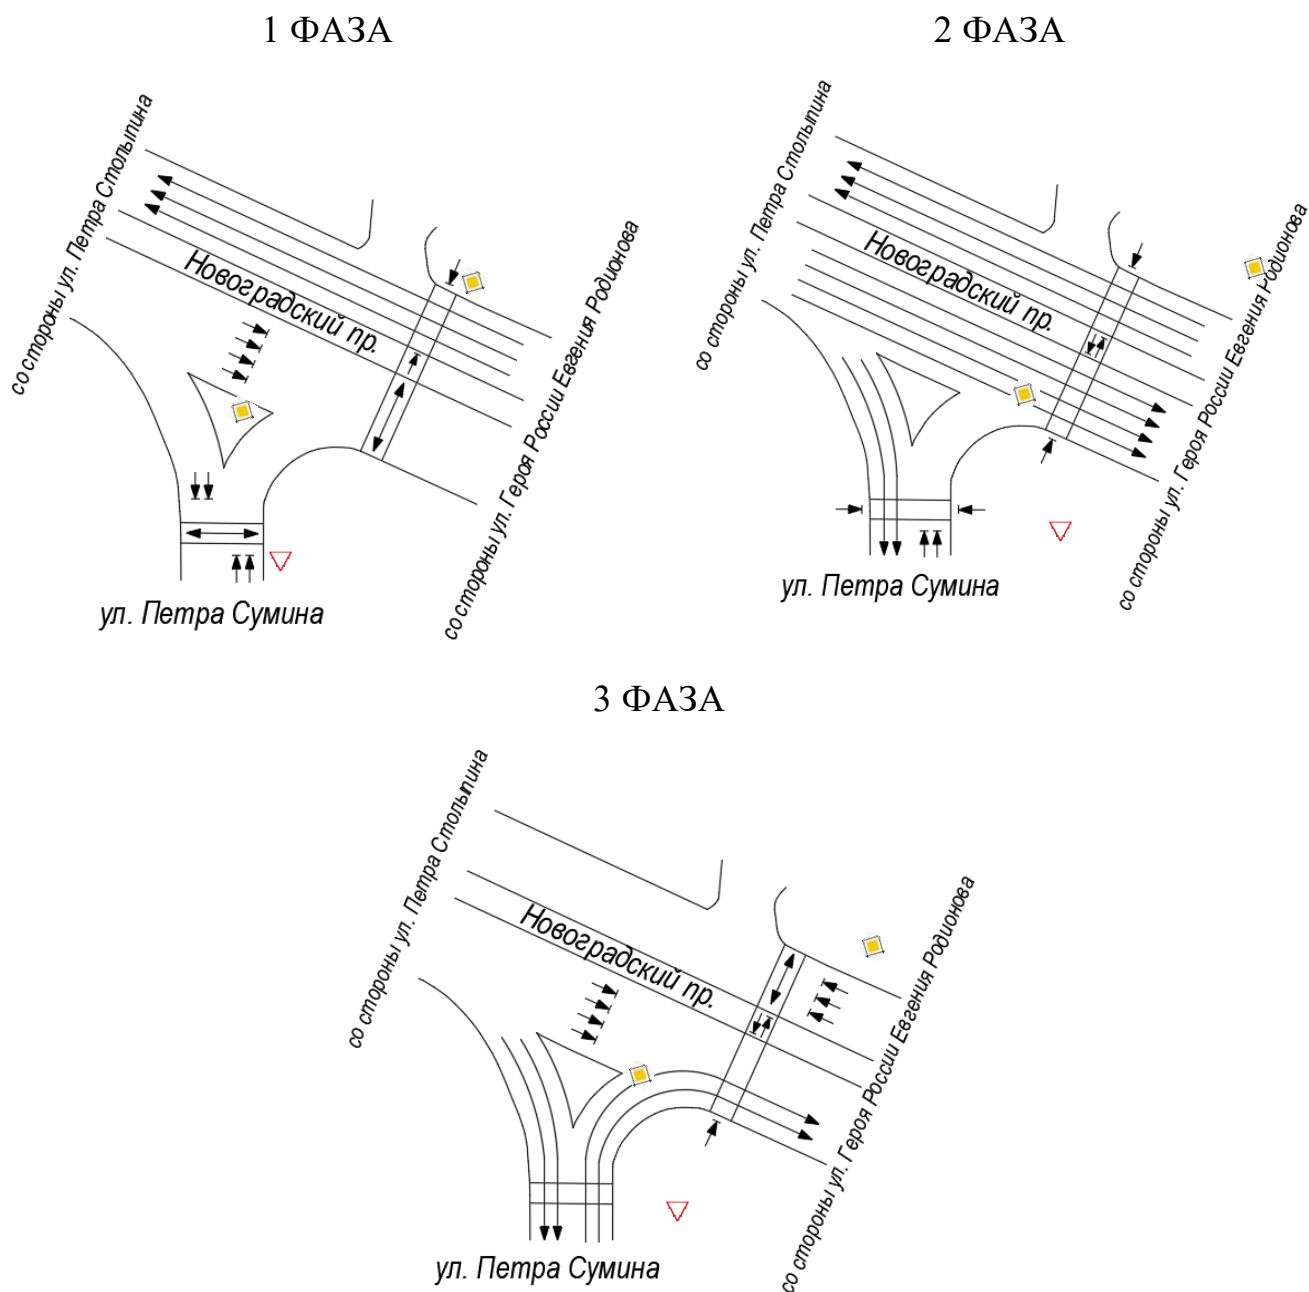 1 ФАЗА
2 ФАЗА
со стороны ул. Петра Столыпина
Новоградский пр.
со стороны ул. Героя России Евгения Родионова
ул. Петра Сумина
со стороны ул. Петра Столыпина
Новоградский пр.
со стороны ул. Героя России Евгения Родионова
ул. Петра Сумина
3 ФАЗА
со стороны ул. Петра Столыпина
Новоградский пр.
со стороны ул. Героя России Евгения Родионова
ул. Петра Сумина